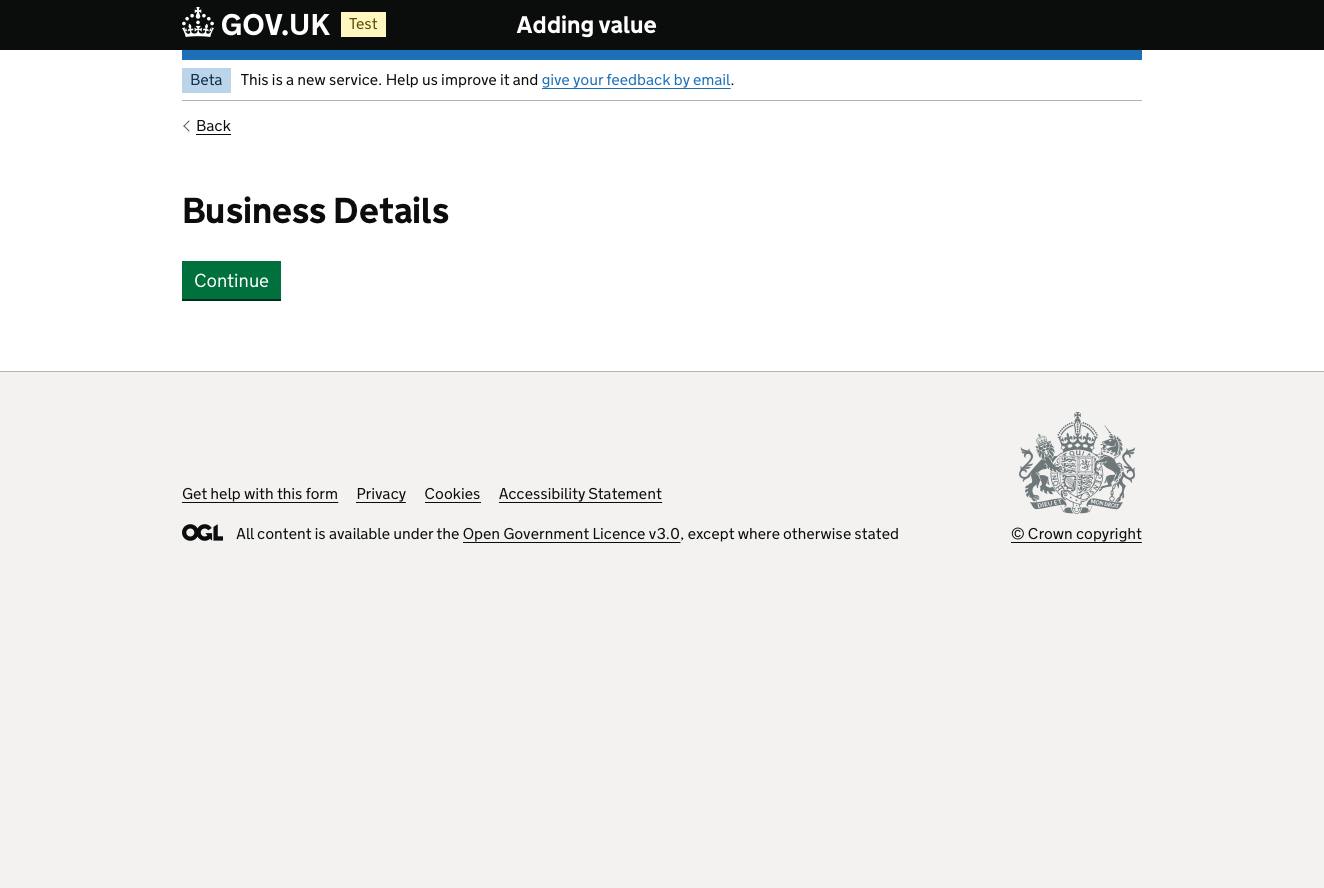 GOV.UK Test Adding value
Beta This is a new service. Help us improve it and give your feedback by email.
Back
Business Details
Continue
Get help with this form Privacy Cookies Accessibility Statement
OGL All content is available under the Open Government Licence v3.0, except where otherwise stated
© Crown copyright